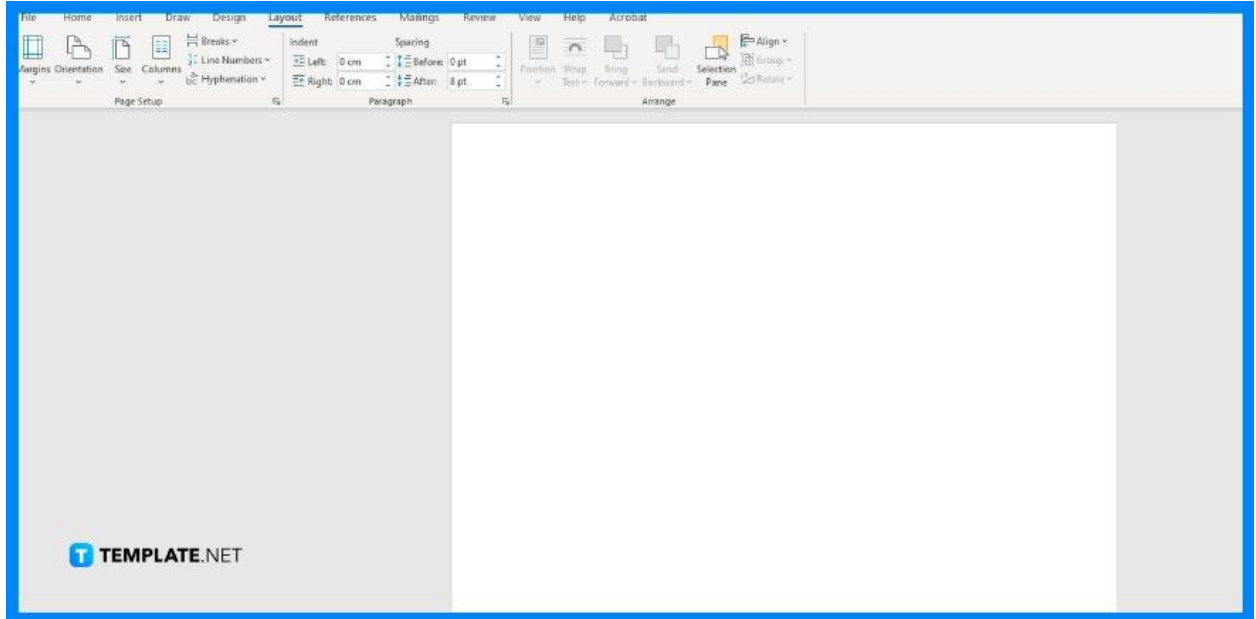 File Home Insert Draw Design Layout References Mailings Review View Help Acrobat
Margins Orientation Size Columns
Breaks
Line Numbers
Hyphenation
Page Setup
Indent Spacing
Left: 0 cm Before: 0 pt
Right: 0 cm After: 8 pt
Paragraph
Position Wrap Text Bring Forward Send Backward Selection Pane
Align
Group
Rotate
Arrange
TEMPLATE.NET